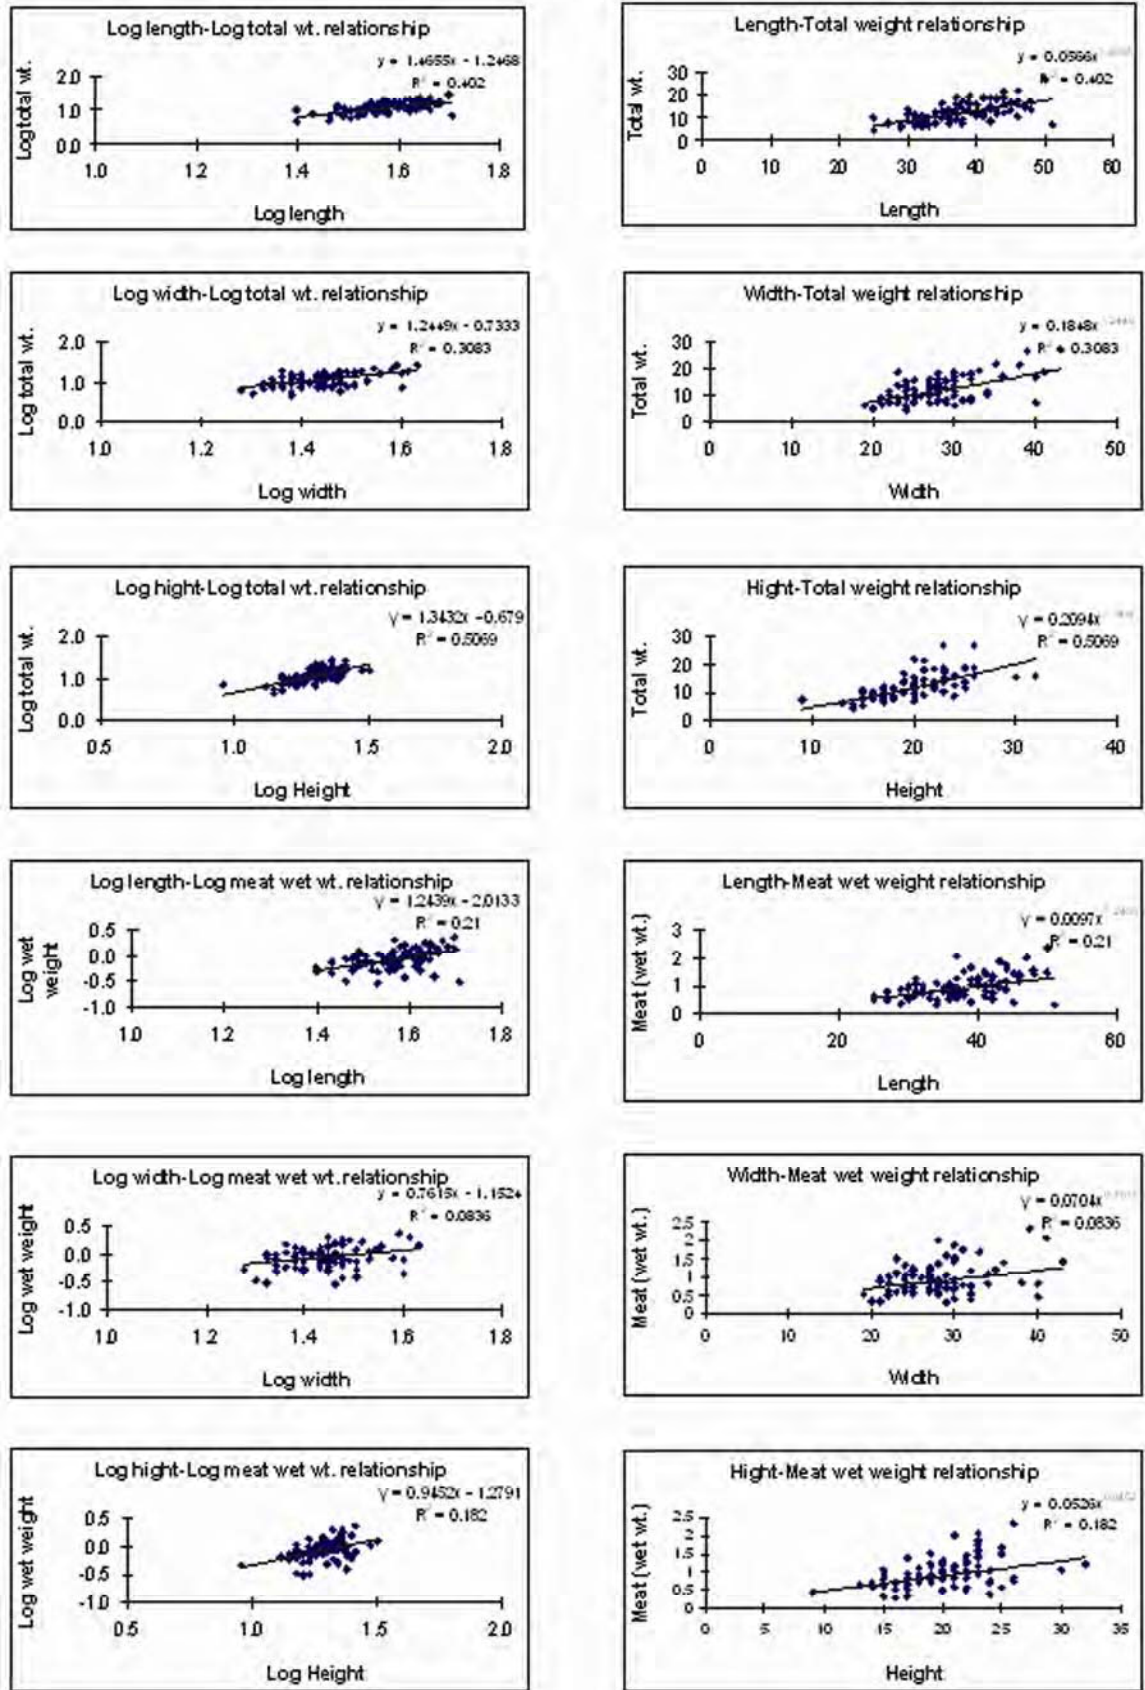 Log length-Log total wt. relationship
y = 1.4655x - 1.2468
R² = 0.402
Log total wt.
2.0
1.0
0.0
1.0 1.2 1.4 1.6 1.8
Log length
Length-Total weight relationship
y = 0.0566x
R² = 0.402
Total wt.
30
20
10
0
0 10 20 30 40 50 60
Length
Log width-Log total wt. relationship
y = 1.2449x - 0.7333
R² = 0.3083
Log total wt.
2.0
1.0
0.0
1.0 1.2 1.4 1.6 1.8
Log width
Width-Total weight relationship
y = 0.1848x
R² = 0.3083
Total wt.
30
20
10
0
0 10 20 30 40 50
Width
Log hight-Log total wt. relationship
y = 1.3432x - 0.679
R² = 0.5069
Log total wt.
2.0
1.0
0.0
0.5 1.0 1.5 2.0
Log Height
Hight-Total weight relationship
y = 0.2094x
R² = 0.5069
Total wt.
30
20
10
0
0 10 20 30 40
Height
Log length-Log meat wet wt. relationship
y = 1.2439x - 2.0133
R² = 0.21
Log wet
weight
0.5
0.0
-0.5
-1.0
1.0 1.2 1.4 1.6 1.8
Log length
Length-Meat wet weight relationship
y = 0.0097x
R² = 0.21
Meat (wet wt.)
3
2
1
0
0 20 40 60
Length
Log width-Log meat wet wt. relationship
y = 0.7615x - 1.1524
R² = 0.0836
Log wet weight
0.5
0.0
-0.5
-1.0
1.0 1.2 1.4 1.6 1.8
Log width
Width-Meat wet weight relationship
y = 0.0704x
R² = 0.0836
Meat (wet wt.)
2.5
2
1.5
1
0.5
0
0 10 20 30 40 50
Width
Log hight-Log meat wet wt. relationship
y = 0.9452x - 1.2791
R² = 0.182
Log wet weight
0.5
0.0
-0.5
-1.0
0.5 1.0 1.5 2.0
Log Height
Hight-Meat wet weight relationship
y = 0.0526x
R² = 0.182
Meat (wet wt.)
2.5
2
1.5
1
0.5
0
0 5 10 15 20 25 30 35
Height